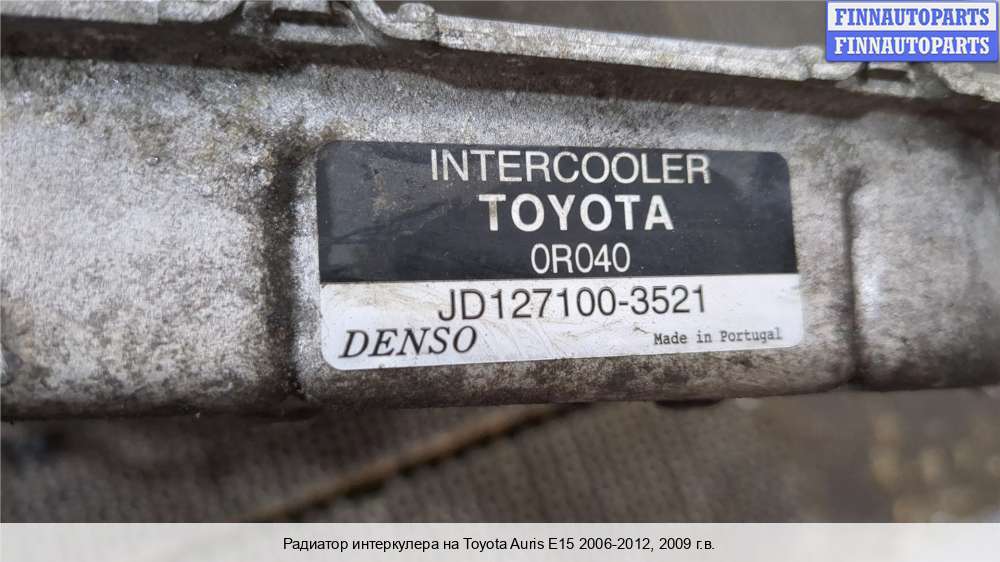 FINNAUTOPARTS
FINNAUTOPARTS
INTERCOOLER
TOYOTA
0R040
JD127100-3521
DENSO
Made in Portugal
Радиатор интеркулера на Toyota Auris E15 2006-2012, 2009 г.в.